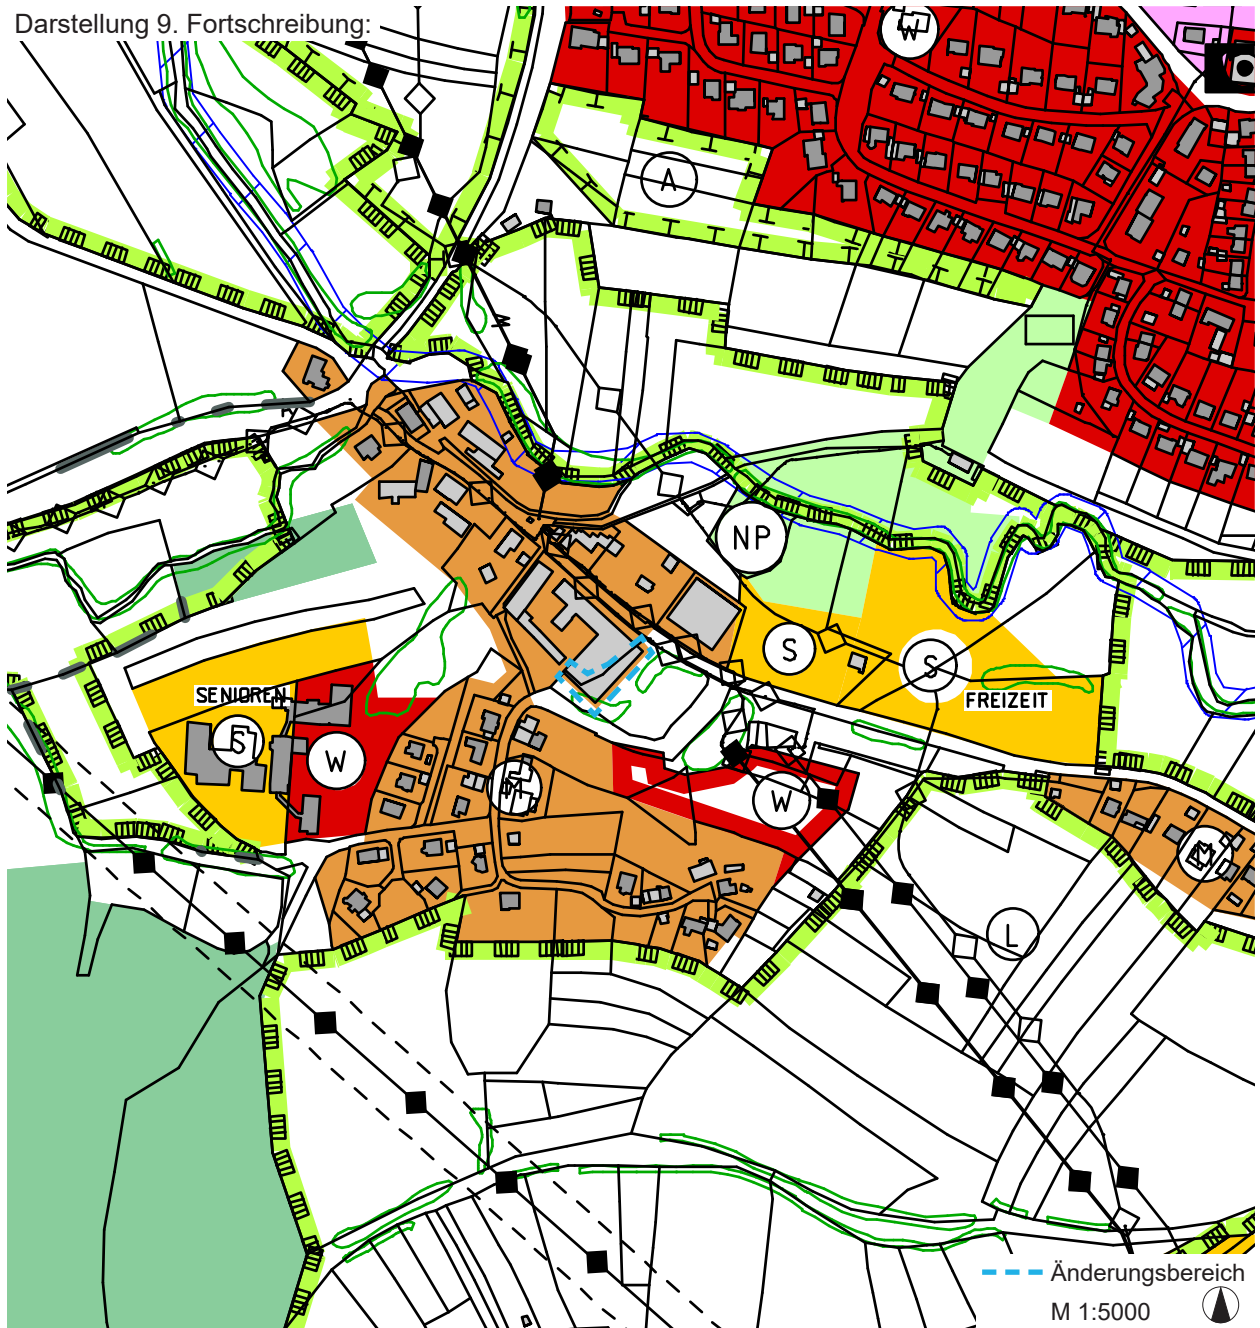 Darstellung 9. Fortschreibung:
W
A
NP
S
S
FREIZEIT
SENIOREN
S
W
W
M
L
Änderungsbereich
M 1:5000